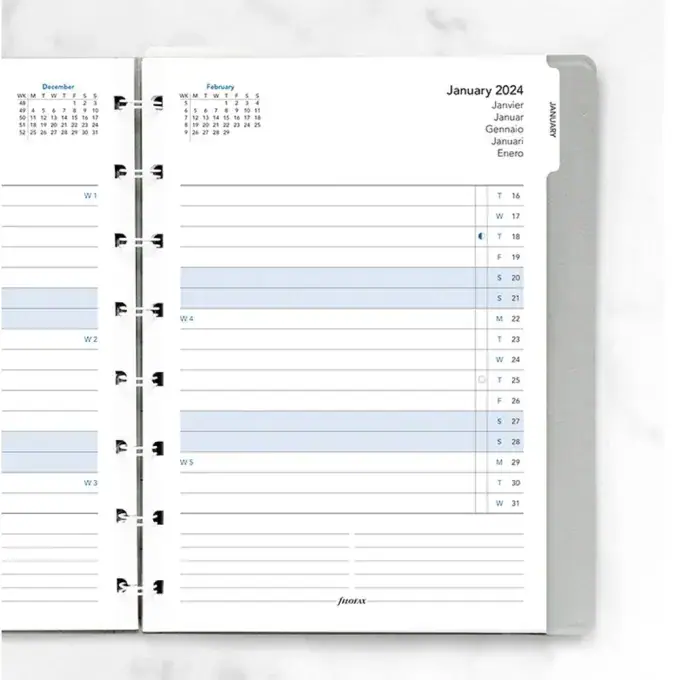 December
WK M T W T F S S
48 1 2 3
49 4 5 6 7 8 9 10
50 11 12 13 14 15 16 17
51 18 19 20 21 22 23 24
52 25 26 27 28 29 30 31
W 1
W 2
W 3
February
WK M T W T F S S
5 1 2 3 4
6 5 6 7 8 9 10 11
7 12 13 14 15 16 17 18
8 19 20 21 22 23 24 25
9 26 27 28 29
January 2024
Janvier
Januar
Gennaio
Januari
Enero
JANUARY
T 16
W 17
T 18
F 19
S 20
S 21
W 4 M 22
T 23
W 24
T 25
F 26
S 27
S 28
W 5 M 29
T 30
W 31
filofax